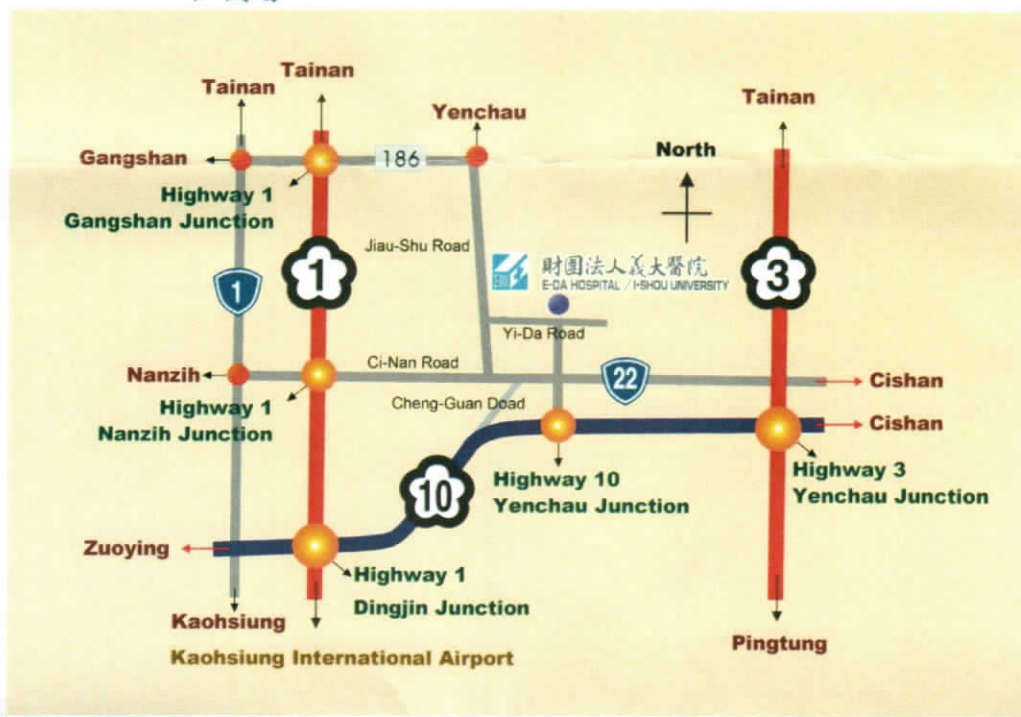 Tainan
Tainan
Yenchau
Tainan
Gangshan
186
North
Highway 1
Gangshan Junction
Jiau-Shu Road
1
1
EDH
財團法人義大醫院
E-DA HOSPITAL / I-SHOU UNIVERSITY
3
Yi-Da Road
Nanzih
Ci-Nan Road
22
Cishan
Highway 1
Nanzih Junction
Cheng-Guan Doad
Cishan
10
Highway 10
Yenchau Junction
Highway 3
Yenchau Junction
Zuoying
Highway 1
Dingjin Junction
Kaohsiung
Kaohsiung International Airport
Pingtung